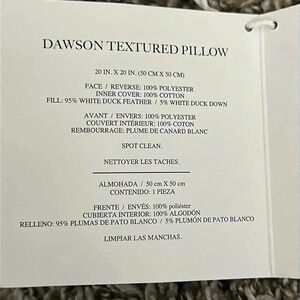 DAWSON TEXTURED PILLOW
20 IN. X 20 IN. (50 CM X 50 CM)
FACE / REVERSE: 100% POLYESTER
INNER COVER: 100% COTTON
FILL: 95% WHITE DUCK FEATHER / 5% WHITE DUCK DOWN
AVANT / ENVERS: 100% POLYESTER
COUVERT INTÉRIEUR: 100% COTON
REMBOURRAGE: PLUME DE CANARD BLANC
SPOT CLEAN.
NETTOYER LES TACHES.
ALMOHADA / 50 cm X 50 cm
CONTENIDO: 1 PIEZA
FRENTE / ENVÉS: 100% poliéster
CUBIERTA INTERIOR: 100% ALGODÓN
RELLENO: 95% PLUMAS DE PATO BLANCO / 5% PLUMÓN DE PATO BLANCO
LIMPIAR LAS MANCHAS.